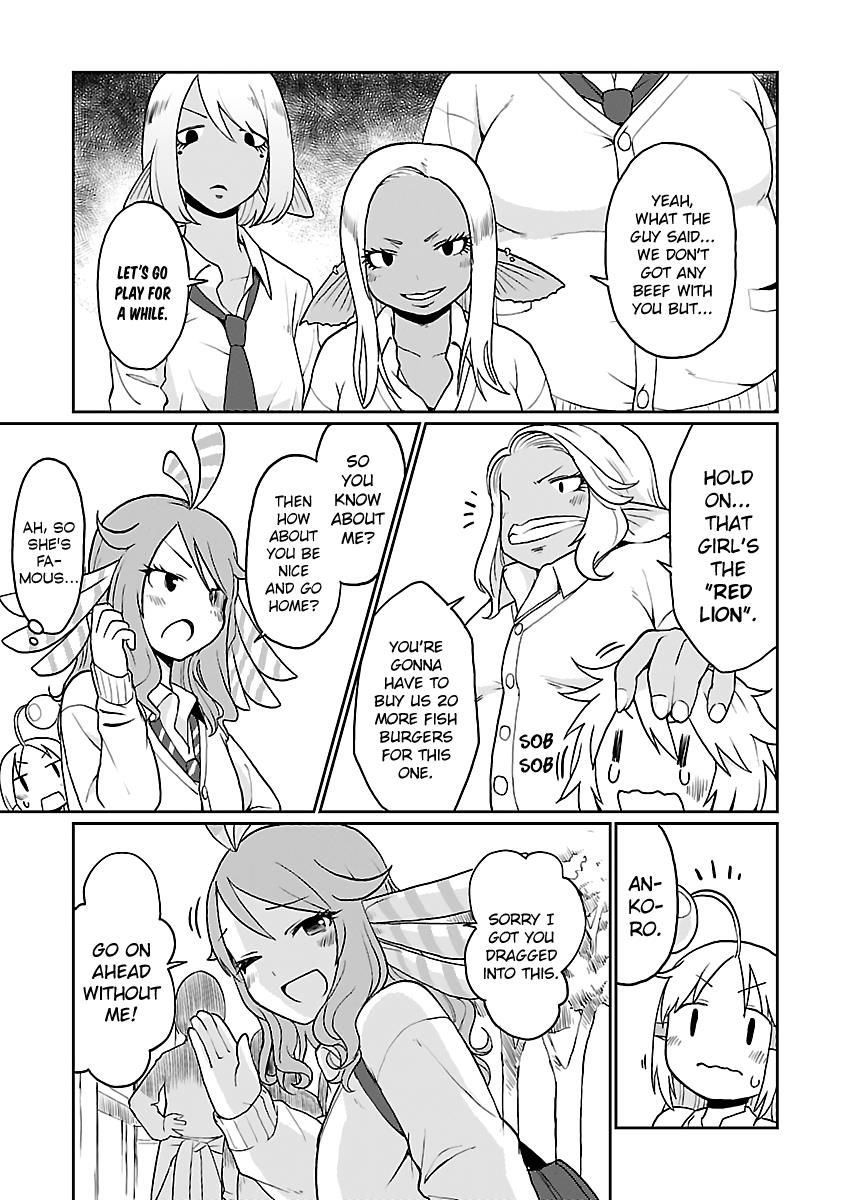 YEAH,
WHAT THE
GUY SAID...
WE DON'T
GOT ANY
BEEF WITH
YOU BUT...
LET'S GO
PLAY FOR
A WHILE.
HOLD
ON...
THAT
GIRL'S
THE
"RED
LION".
YOU'RE
GONNA
HAVE TO
BUY US 20
MORE FISH
BURGERS
FOR THIS
ONE.
SOB
SOB
SO
YOU
KNOW
ABOUT
ME?
THEN
HOW
ABOUT
YOU BE
NICE
AND GO
HOME?
AH, SO
SHE'S
FA-
MOUS...
AN-
KO-
RO.
SORRY I
GOT YOU
DRAGGED
INTO THIS.
GO ON
AHEAD
WITHOUT
ME!